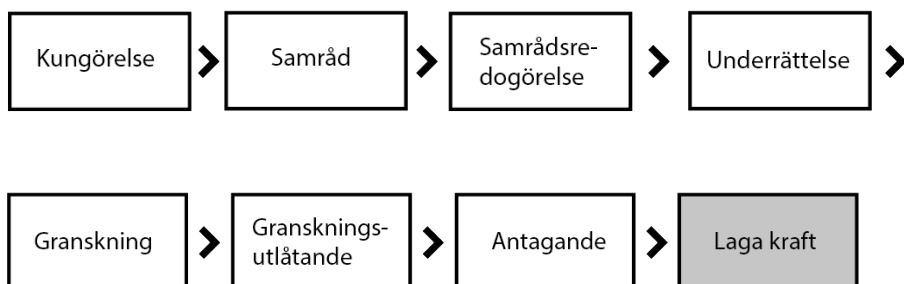 Kungörelse
Samråd
Samrådsre-
dogörelse
Underrättelse
Granskning
Gransknings-
utlåtande
Antagande
Laga kraft